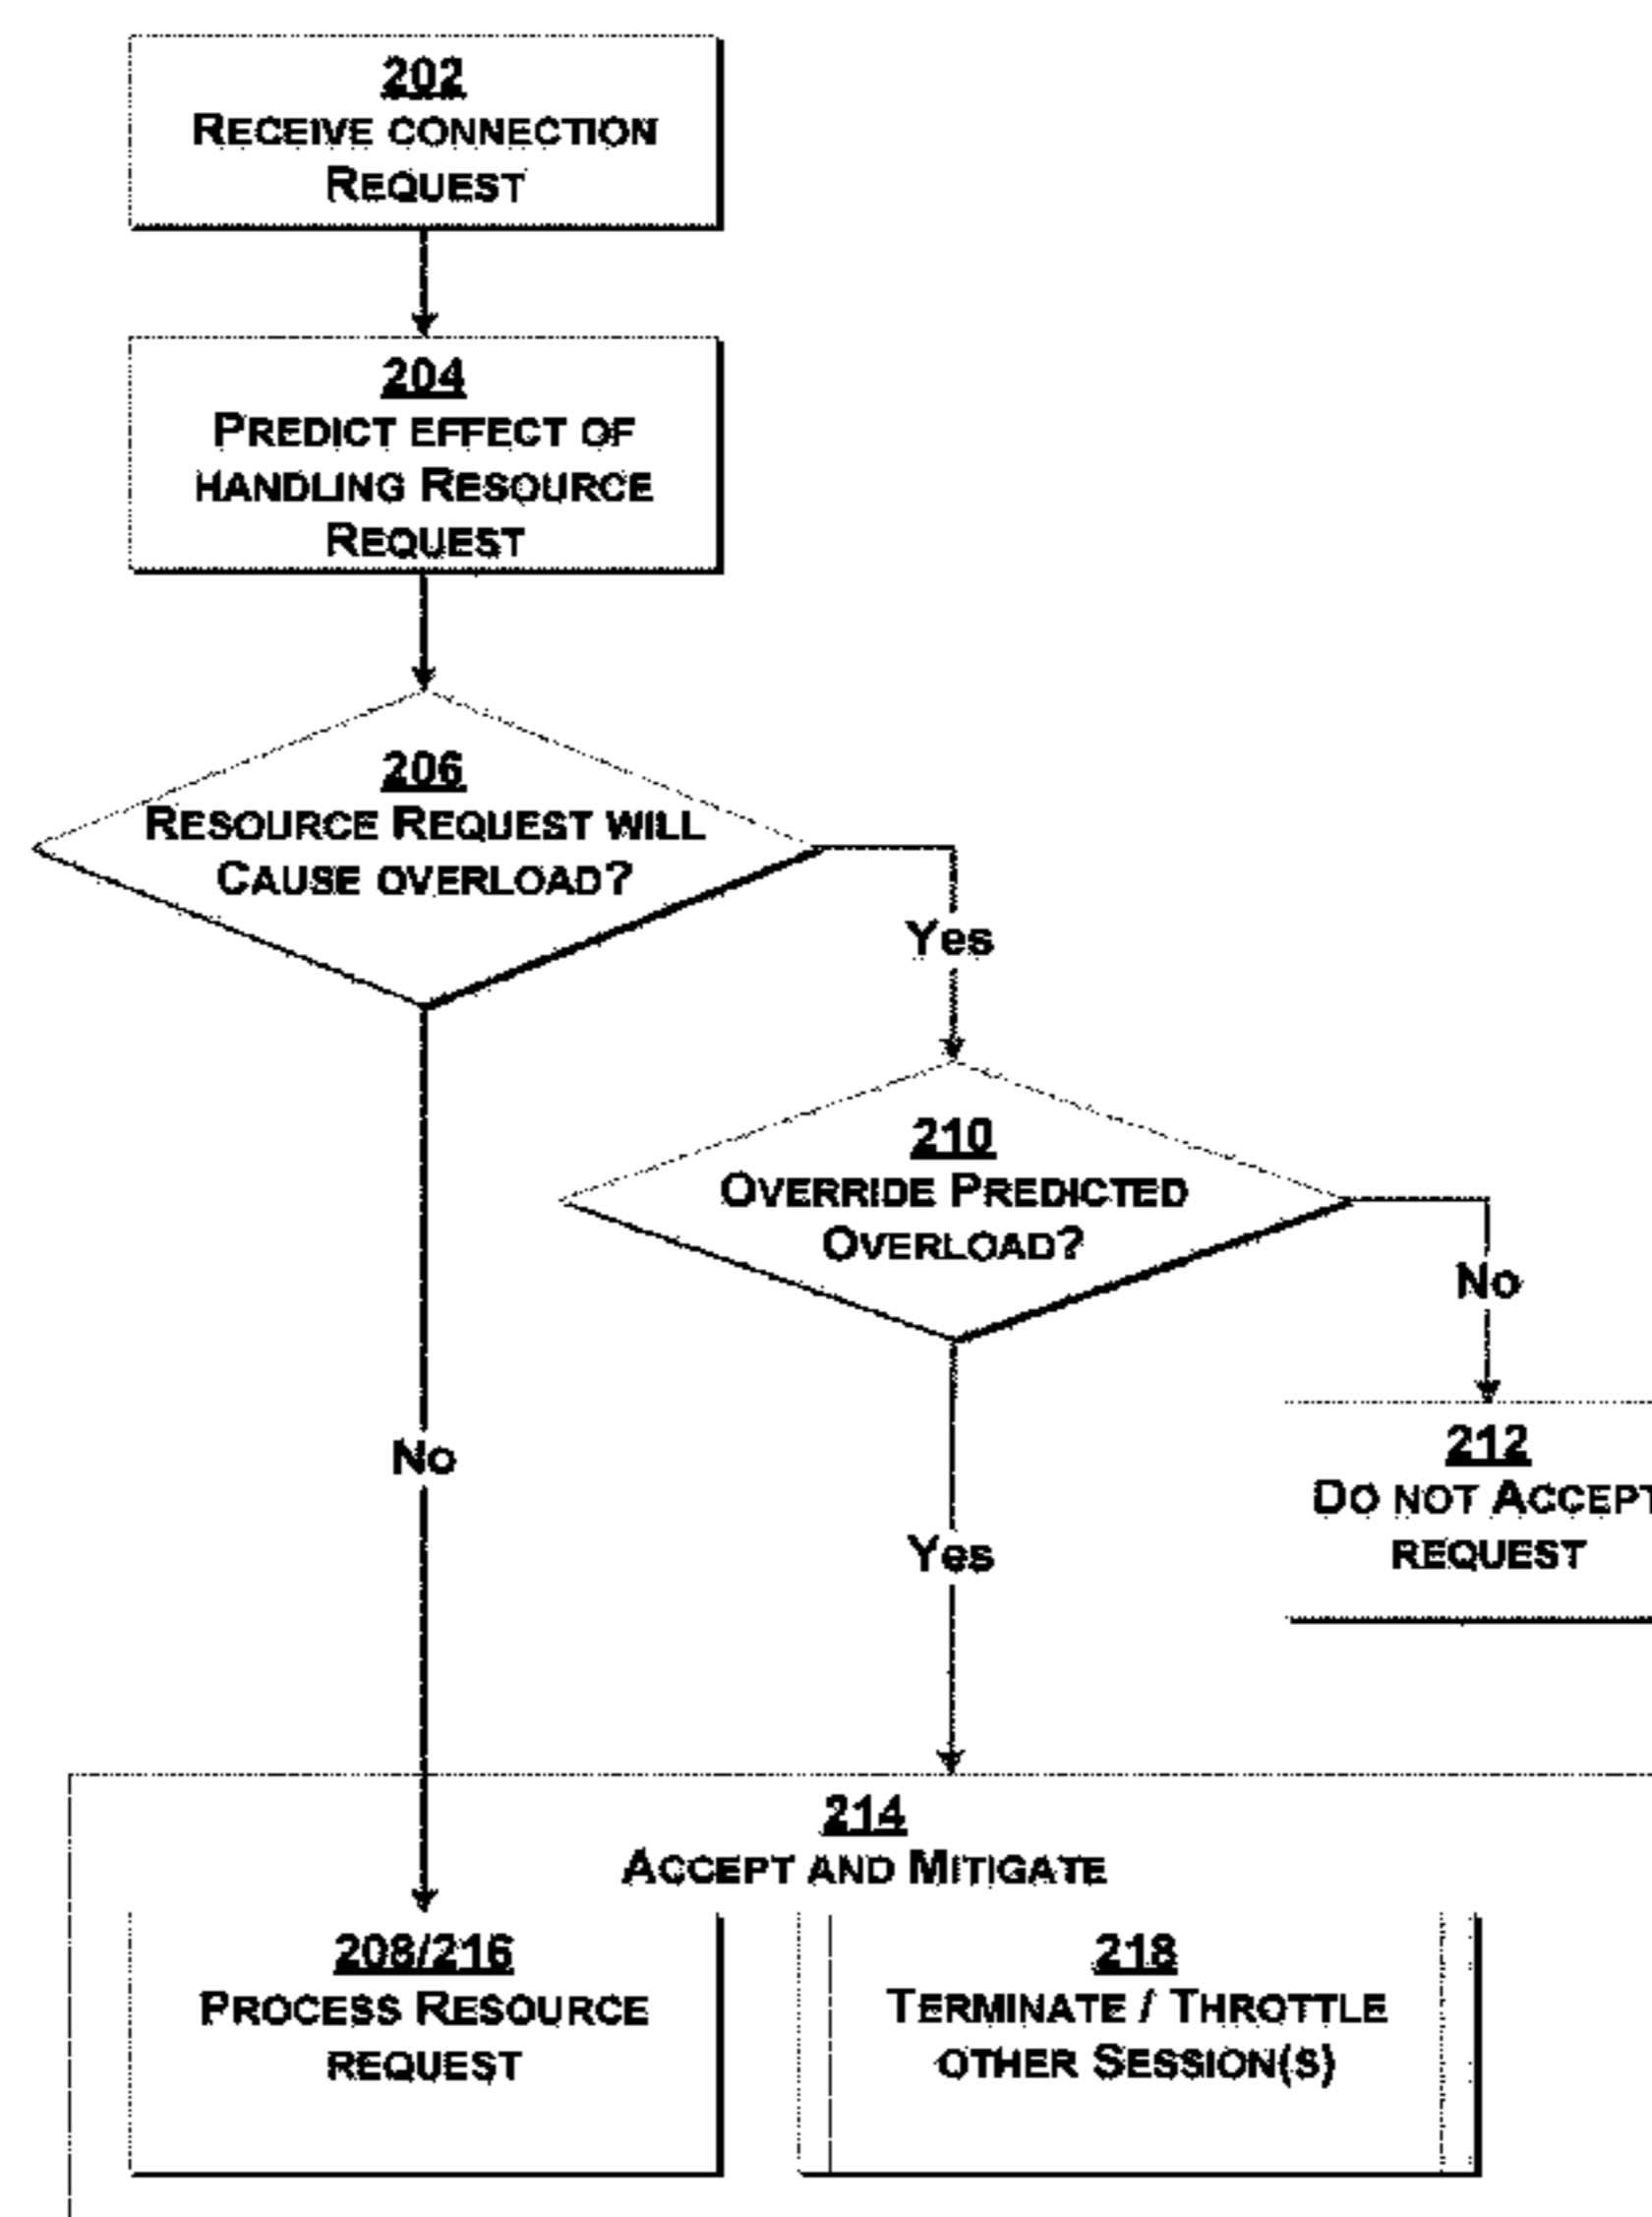 202
RECEIVE CONNECTION
REQUEST
204
PREDICT EFFECT OF
HANDLING RESOURCE
REQUEST
206
RESOURCE REQUEST WILL
CAUSE OVERLOAD?
Yes
210
OVERRIDE PREDICTED
OVERLOAD?
No
212
DO NOT ACCEPT
REQUEST
No
Yes
214
ACCEPT AND MITIGATE
208/216
PROCESS RESOURCE
REQUEST
218
TERMINATE / THROTTLE
OTHER SESSION(S)